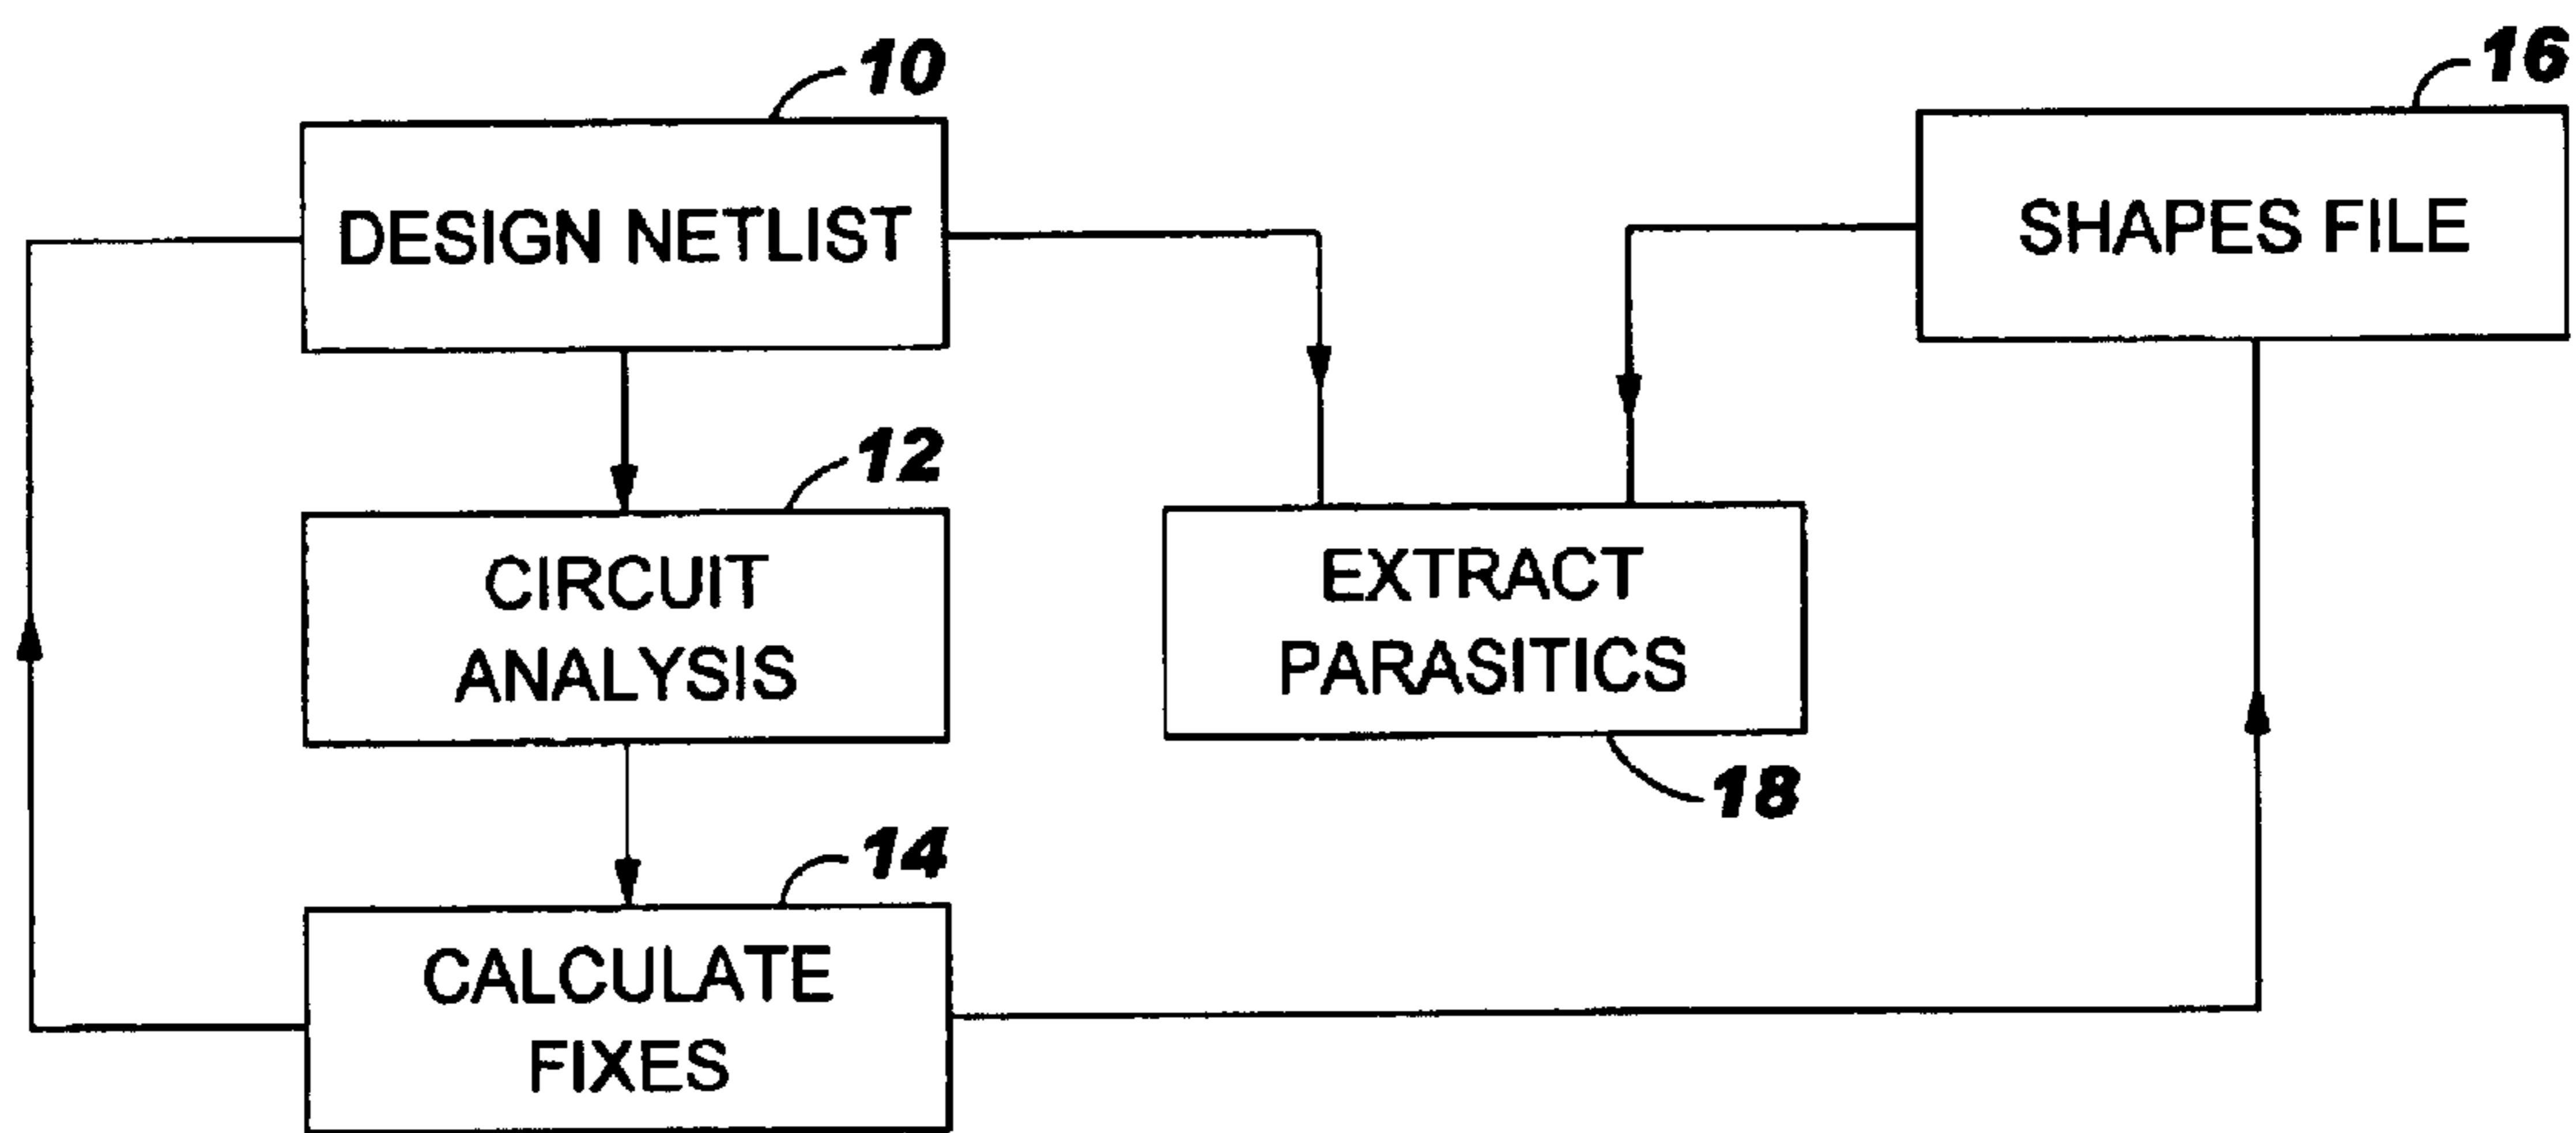 10
DESIGN NETLIST
16
SHAPES FILE
12
CIRCUIT
ANALYSIS
EXTRACT
PARASITICS
18
14
CALCULATE
FIXES